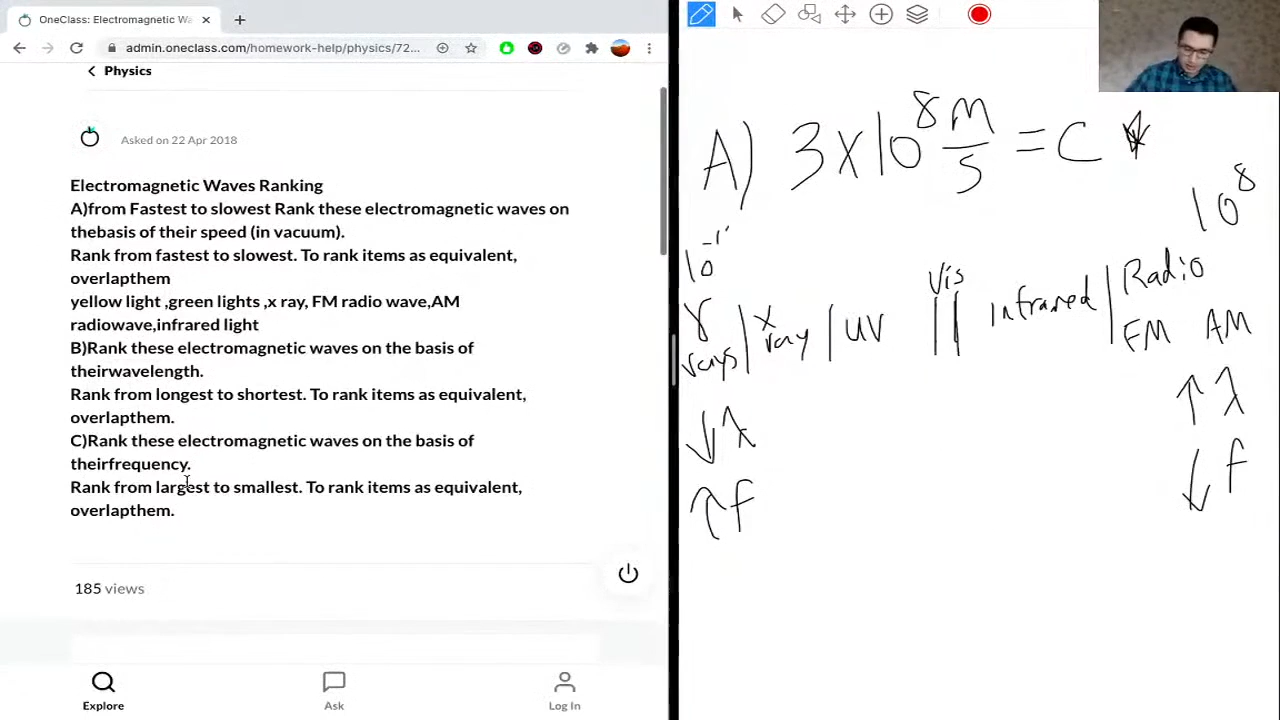 OneClass: Electromagnetic Wa
admin.oneclass.com/homework-help/physics/72...
Physics
Asked on 22 Apr 2018
Electromagnetic Waves Ranking
A)from Fastest to slowest Rank these electromagnetic waves on
thebasis of their speed (in vacuum).
Rank from fastest to slowest. To rank items as equivalent,
overlapthem
yellow light ,green lights ,x ray, FM radio wave,AM
radiowave,infrared light
B)Rank these electromagnetic waves on the basis of
theirwavelength.
Rank from longest to shortest. To rank items as equivalent,
overlapthem.
C)Rank these electromagnetic waves on the basis of
theirfrequency.
Rank from largest to smallest. To rank items as equivalent,
overlapthem.
185 views
Explore
Ask
Log In
A) 3x10^8 m/s = C
10^8
10^-11
γ rays | x ray | UV | Vis | infrared | Radio
FM AM
↓λ ↑λ
↑f ↓f